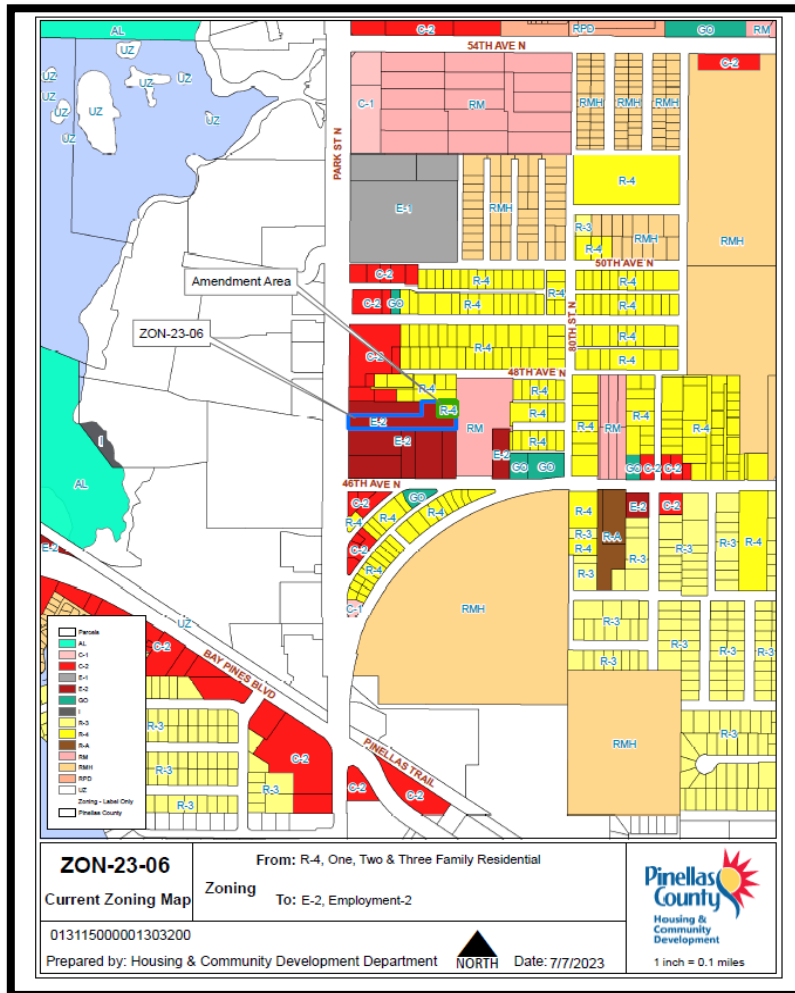 AL
C-2
RPD
GO
RM
54TH AVE N
UZ
UZ
UZ
UZ
UZ
UZ
UZ
UZ
UZ
C-2
C-1
RM
RMH
RMH
RMH
PARK ST N
R-4
E-1
RMH
R-3
R-4
RMH
RMH
50TH AVE N
Amendment Area
C-2
R-4
R-4
R-4
C-2
GO
R-4
R-4
80TH ST N
ZON-23-06
C-2
R-4
R-4
R-4
48TH AVE N
R-4
R-4
R-4
E-2
R-4
R-4
RM
R-4
R-4
E-2
RM
E-2
R-4
I
GO
GO
GO
C-2
C-2
AL
46TH AVE N
C-2
GO
R-4
R-4
R-4
R-4
E-2
C-2
R-4
C-2
R-3
R-A
R-3
R-4
R-4
R-3
R-3
E-2
C-1
RMH
UZ
R-3
R-3
R-3
R-3
C-2
BAY PINES BLVD
R-3
R-3
RMH
R-3
R-3
C-2
PINELLAS TRAIL
R-3
C-2
C-2
Parcels
AL
C-1
C-2
E-1
E-2
GO
I
R-3
R-4
R-A
RM
RMH
RPD
UZ
Zoning - Label Only
Pinellas County
ZON-23-06
Current Zoning Map
Zoning
From: R-4, One, Two & Three Family Residential
To: E-2, Employment-2
Pinellas
County
Housing &
Community
Development
013115000001303200
Prepared by: Housing & Community Development Department
NORTH
Date: 7/7/2023
1 inch = 0.1 miles